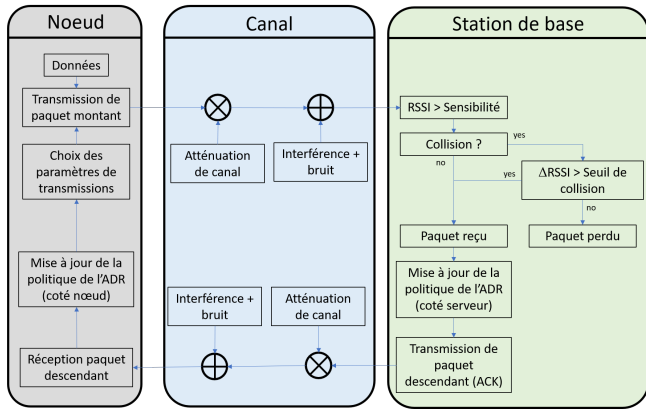 Noeud
Données
Transmission de
paquet montant
Choix des
paramètres de
transmissions
Mise à jour de la
politique de l'ADR
(coté nœud)
Réception paquet
descendant
Canal
Atténuation
de canal
Interférence +
bruit
Interférence +
bruit
Atténuation
de canal
Station de base
RSSI > Sensibilité
Collision ?
yes
no
yes
ΔRSSI > Seuil de
collision
no
Paquet reçu
Paquet perdu
Mise à jour de la
politique de l'ADR
(coté serveur)
Transmission de
paquet
descendant (ACK)